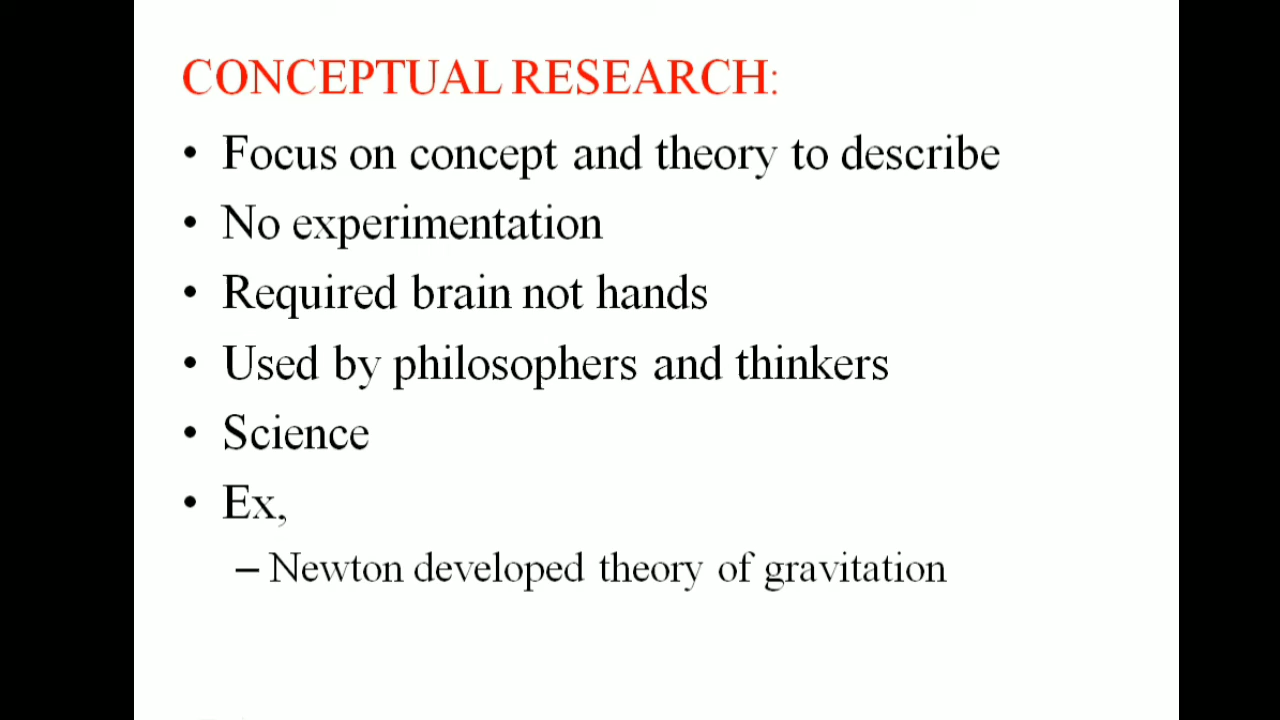 CONCEPTUAL RESEARCH:
• Focus on concept and theory to describe
• No experimentation
• Required brain not hands
• Used by philosophers and thinkers
• Science
• Ex,
– Newton developed theory of gravitation